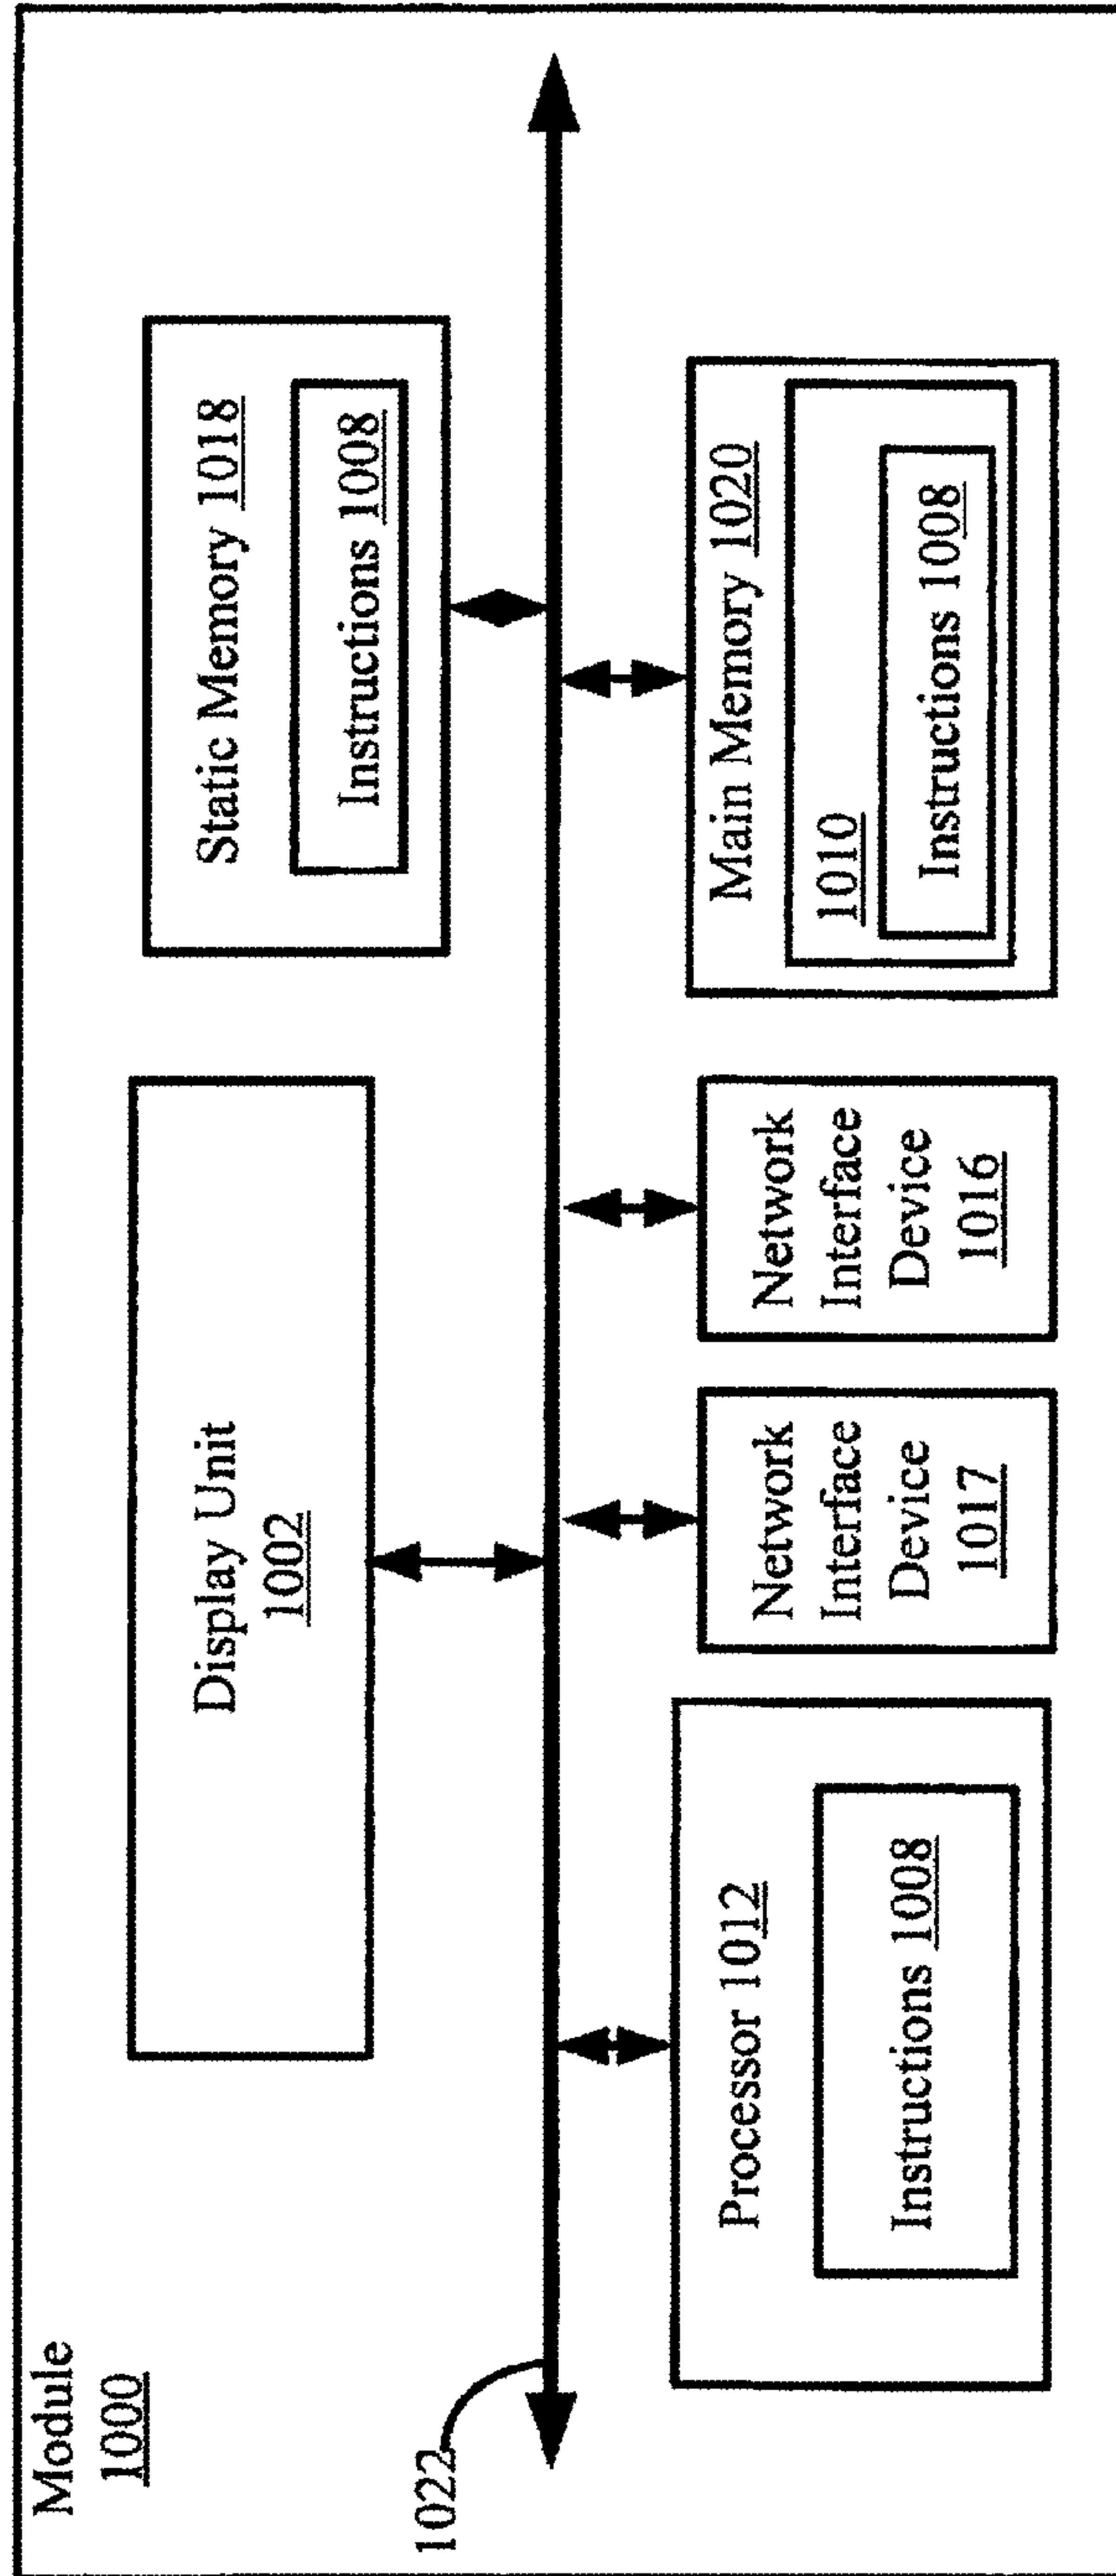 Module
1000
Display Unit
1002
Static Memory 1018
Instructions 1008
1022
Processor 1012
Instructions 1008
Network
Interface
Device
1017
Network
Interface
Device
1016
Main Memory 1020
1010
Instructions 1008